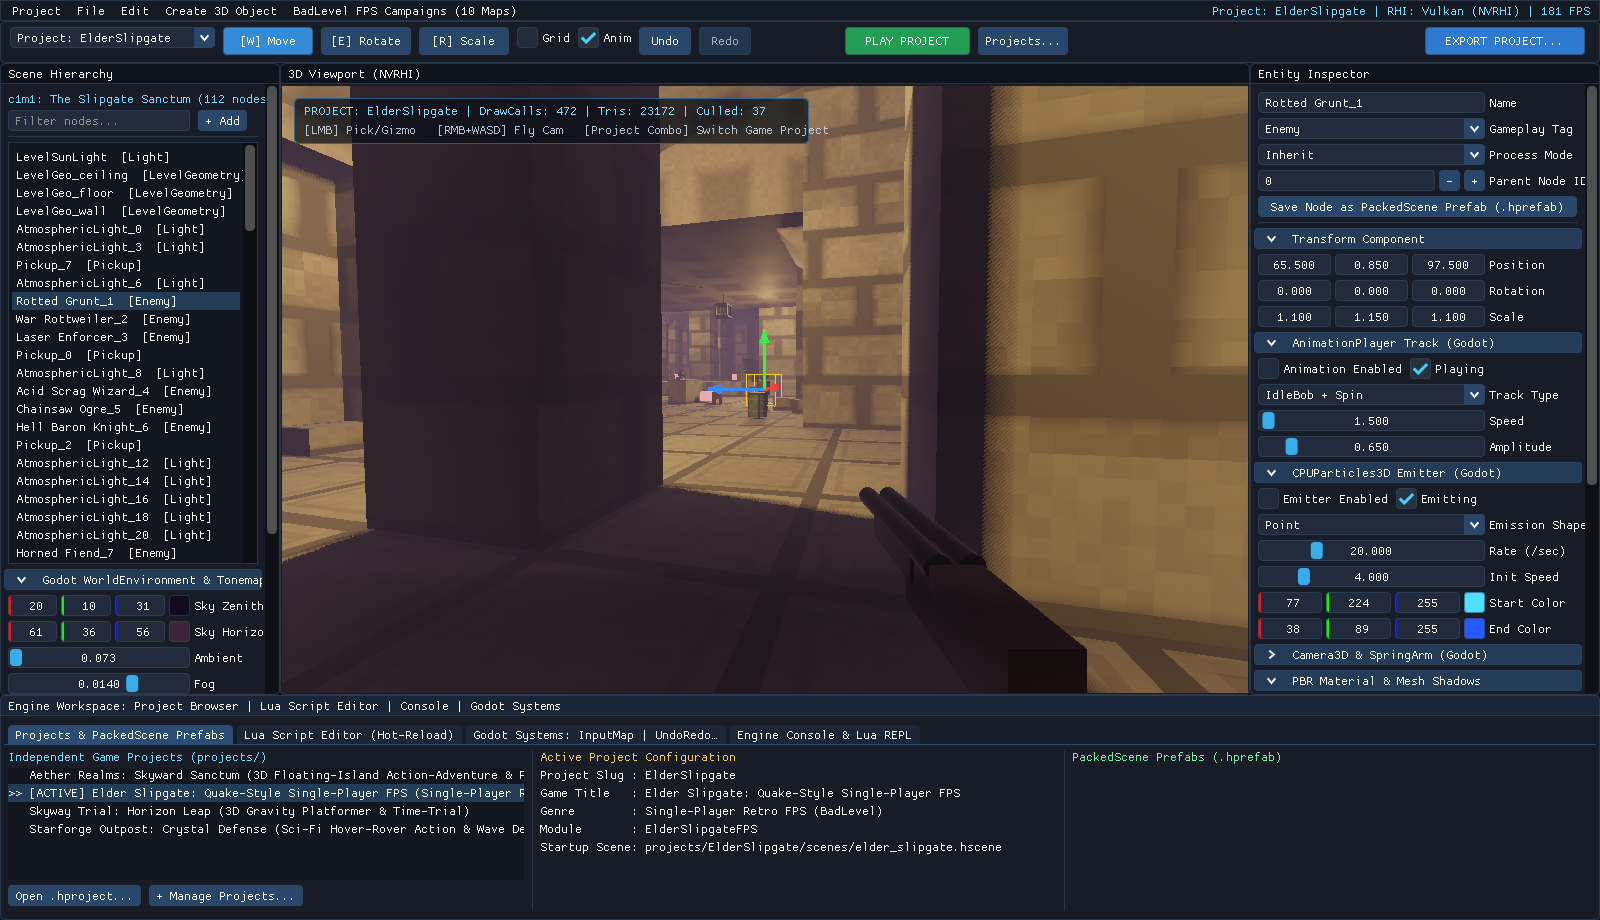 Project  File  Edit  Create 3D Object  BadLevel FPS Campaigns (10 Maps)
Project: ElderSlipgate | RHI: Vulkan (NVRHI) | 181 FPS
Project: ElderSlipgate  [W] Move  [E] Rotate  [R] Scale  Grid  Anim  Undo  Redo  PLAY PROJECT  Projects...  EXPORT PROJECT...
Scene Hierarchy
c1m1: The Slipgate Sanctum (112 nodes
Filter nodes...  + Add
LevelSunLight  [Light]
LevelGeo_ceiling  [LevelGeometry]
LevelGeo_floor  [LevelGeometry]
LevelGeo_wall  [LevelGeometry]
AtmosphericLight_0  [Light]
AtmosphericLight_3  [Light]
Pickup_7  [Pickup]
AtmosphericLight_6  [Light]
Rotted Grunt_1  [Enemy]
War Rottweiler_2  [Enemy]
Laser Enforcer_3  [Enemy]
Pickup_0  [Pickup]
AtmosphericLight_8  [Light]
Acid Scrag Wizard_4  [Enemy]
Chainsaw Ogre_5  [Enemy]
Hell Baron Knight_6  [Enemy]
Pickup_2  [Pickup]
AtmosphericLight_12  [Light]
AtmosphericLight_14  [Light]
AtmosphericLight_16  [Light]
AtmosphericLight_18  [Light]
AtmosphericLight_20  [Light]
Horned Fiend_7  [Enemy]
Godot WorldEnvironment & Tonemap
20  10  31  Sky Zenith
61  36  56  Sky Horizo
0.073  Ambient
0.0140  Fog
3D Viewport (NVRHI)
PROJECT: ElderSlipgate | DrawCalls: 472 | Tris: 23172 | Culled: 37
[LMB] Pick/Gizmo  [RMB+WASD] Fly Cam  [Project Combo] Switch Game Project
Entity Inspector
Rotted Grunt_1  Name
Enemy  Gameplay Tag
Inherit  Process Mode
0  -  +  Parent Node ID
Save Node as PackedScene Prefab (.hprefab)
Transform Component
65.500  0.850  97.500  Position
0.000  0.000  0.000  Rotation
1.100  1.150  1.100  Scale
AnimationPlayer Track (Godot)
Animation Enabled  Playing
IdleBob + Spin  Track Type
1.500  Speed
0.650  Amplitude
CPUParticles3D Emitter (Godot)
Emitter Enabled  Emitting
Point  Emission Shape
20.000  Rate (/sec)
4.000  Init Speed
77  224  255  Start Color
38  89  255  End Color
Camera3D & SpringArm (Godot)
PBR Material & Mesh Shadows
Engine Workspace: Project Browser | Lua Script Editor | Console | Godot Systems
Projects & PackedScene Prefabs  Lua Script Editor (Hot-Reload)  Godot Systems: InputMap | UndoRedo…  Engine Console & Lua REPL
Independent Game Projects (projects/)
Aether Realms: Skyward Sanctum (3D Floating-Island Action-Adventure & P
>> [ACTIVE] Elder Slipgate: Quake-Style Single-Player FPS (Single-Player R
Skyway Trial: Horizon Leap (3D Gravity Platformer & Time-Trial)
Starforge Outpost: Crystal Defense (Sci-Fi Hover-Rover Action & Wave De
Open .hproject...  + Manage Projects...
Active Project Configuration
Project Slug : ElderSlipgate
Game Title   : Elder Slipgate: Quake-Style Single-Player FPS
Genre        : Single-Player Retro FPS (BadLevel)
Module       : ElderSlipgateFPS
Startup Scene: projects/ElderSlipgate/scenes/elder_slipgate.hscene
PackedScene Prefabs (.hprefab)